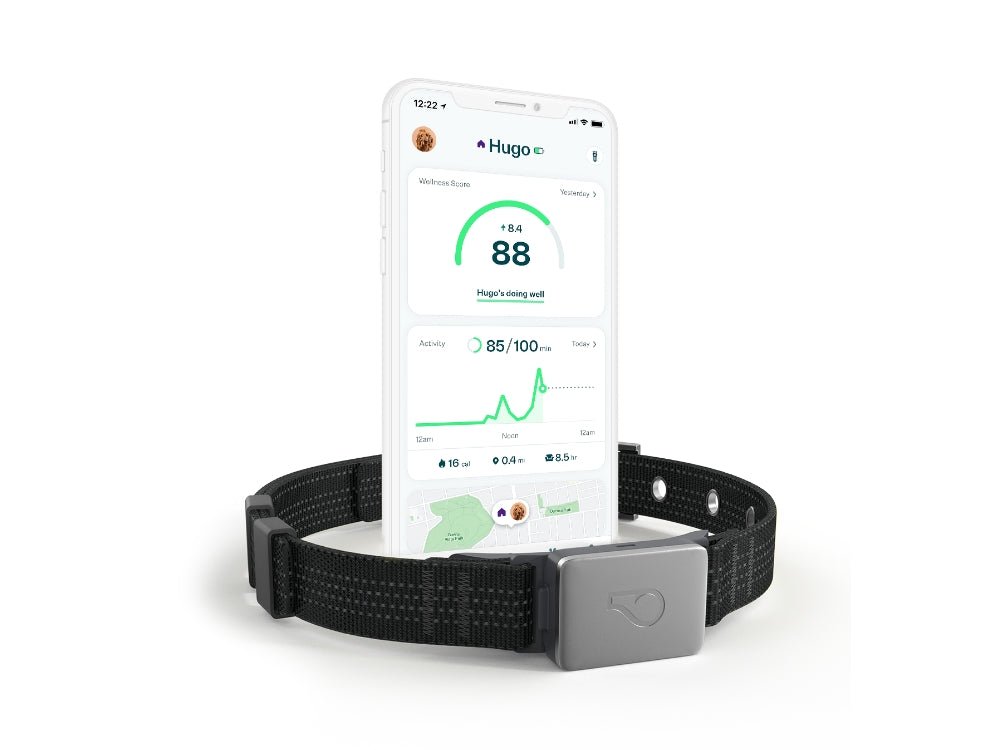 12:22
Hugo
Wellness Score
Yesterday >
8.4
88
Hugo's doing well
Activity
85/100 min
Today >
12am
Noon
12am
16 cal
0.4 mi
8.5 hr